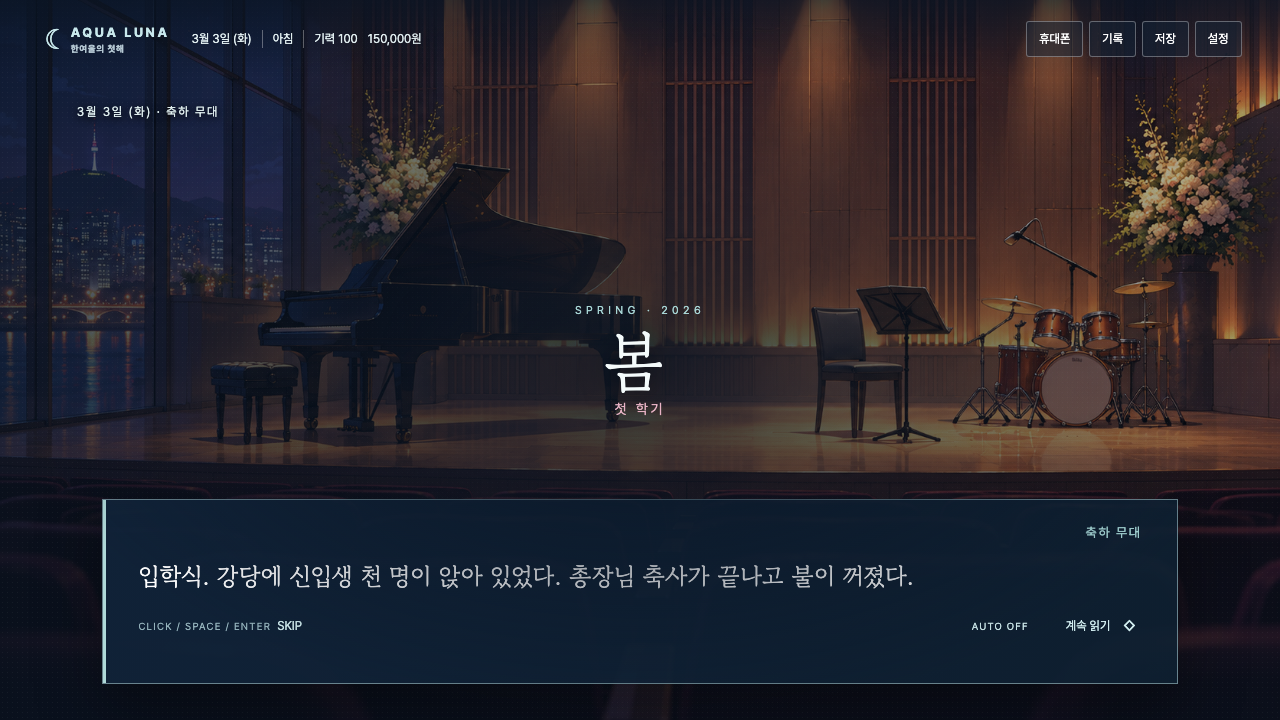 AQUA LUNA
한여울의 첫해
3월 3일 (화) 아침 기력 100 150,000원
휴대폰 기록 저장 설정
3월 3일 (화) · 축하 무대
SPRING · 2026
봄
첫 학기
축하 무대
입학식. 강당에 신입생 천 명이 앉아 있었다. 총장님 축사가 끝나고 불이 꺼졌다.
CLICK / SPACE / ENTER SKIP AUTO OFF 계속 읽기